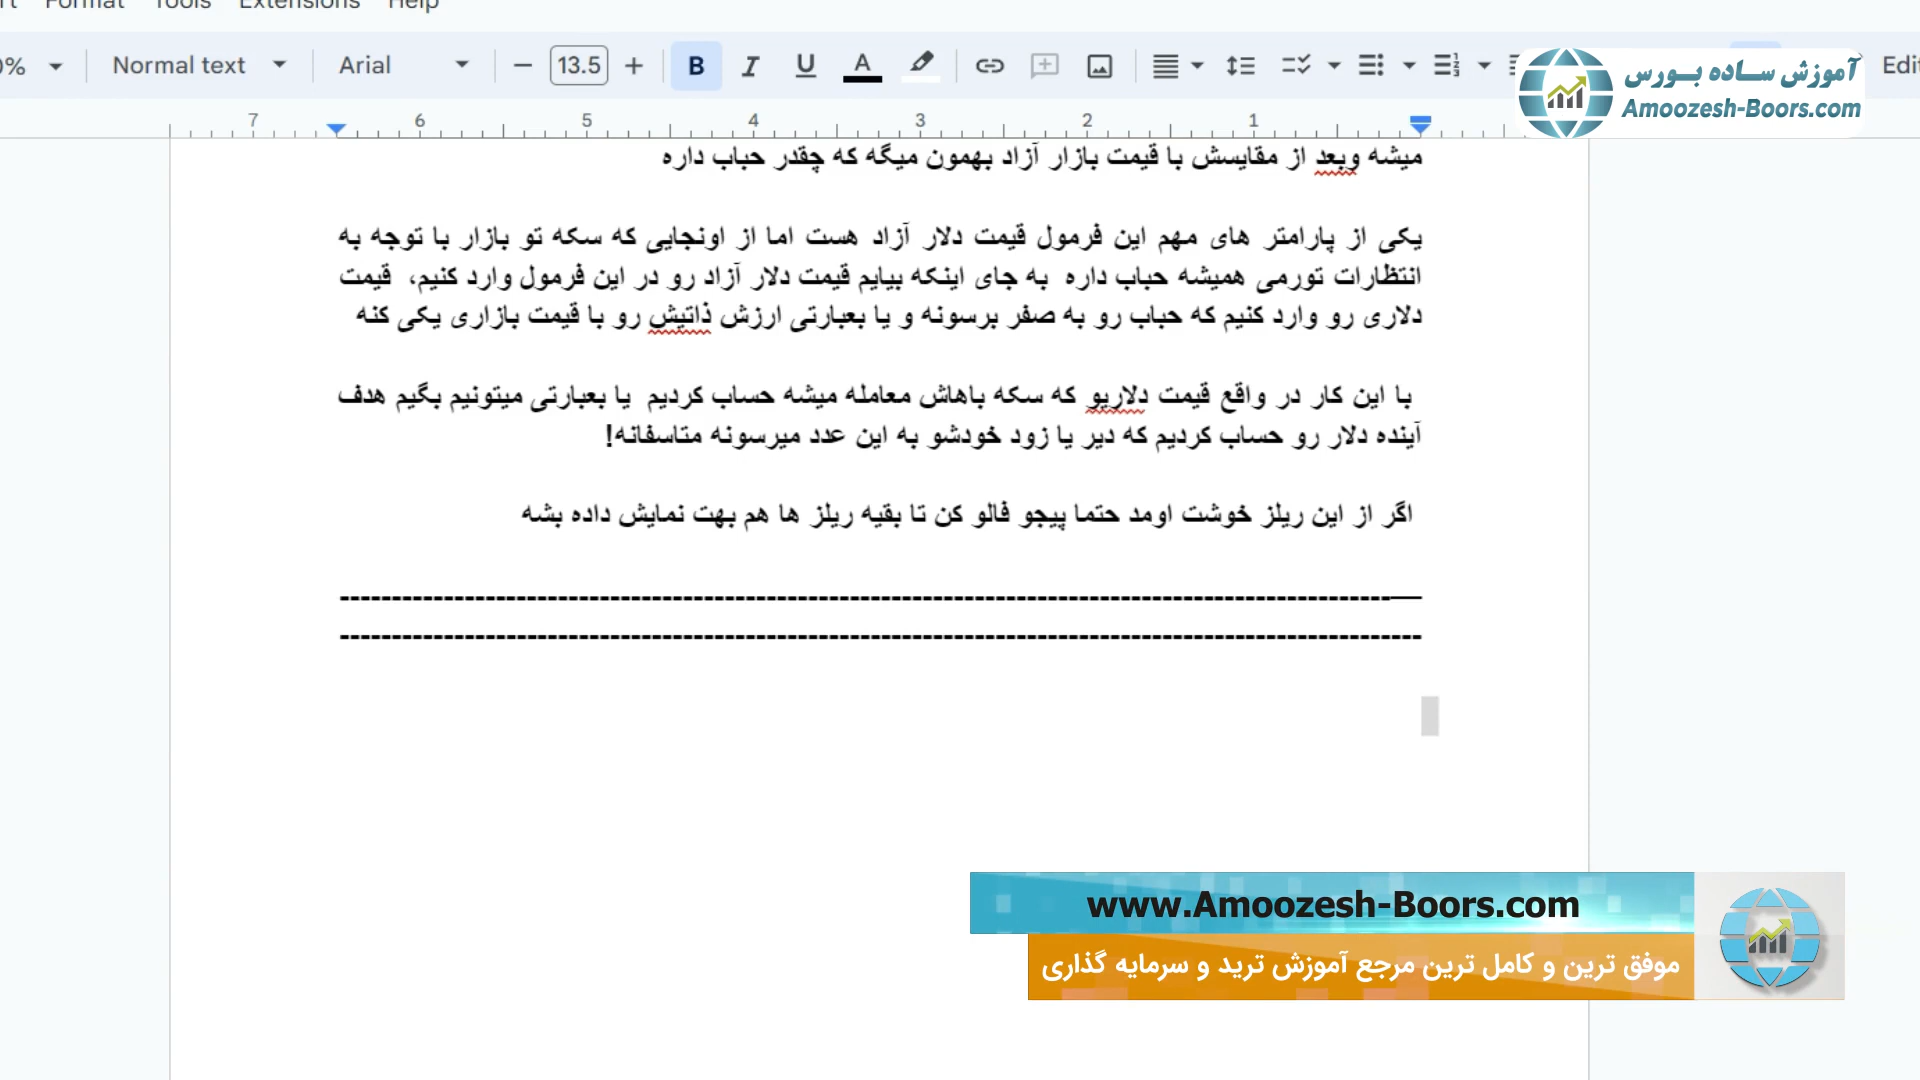 Format Tools Extensions Help
Normal text Arial 13.5 B I U A
آموزش ساده بورس
Amoozesh-Boors.com
7 6 5 4 3 2 1
میشه وبعد از مقایسش با قیمت بازار آزاد بهمون میگه که چقدر حباب داره
یکی از پارامتر های مهم این فرمول قیمت دلار آزاد هست اما از اونجایی که سکه تو بازار با توجه به
انتظارات تورمی همیشه حباب داره به جای اینکه بیایم قیمت دلار آزاد رو در این فرمول وارد کنیم، قیمت
دلاری رو وارد کنیم که حباب رو به صفر برسونه و یا بعبارتی ارزش ذاتیش رو با قیمت بازاری یکی کنه
با این کار در واقع قیمت دلاریو که سکه باهاش معامله میشه حساب کردیم یا بعبارتی میتونیم بگیم هدف
آینده دلار رو حساب کردیم که دیر یا زود خودشو به این عدد میرسونه متاسفانه!
اگر از این ریلز خوشت اومد حتما پیجو فالو کن تا بقیه ریلز ها هم بهت نمایش داده بشه
www.Amoozesh-Boors.com
موفق ترین و کامل ترین مرجع آموزش ترید و سرمایه گذاری